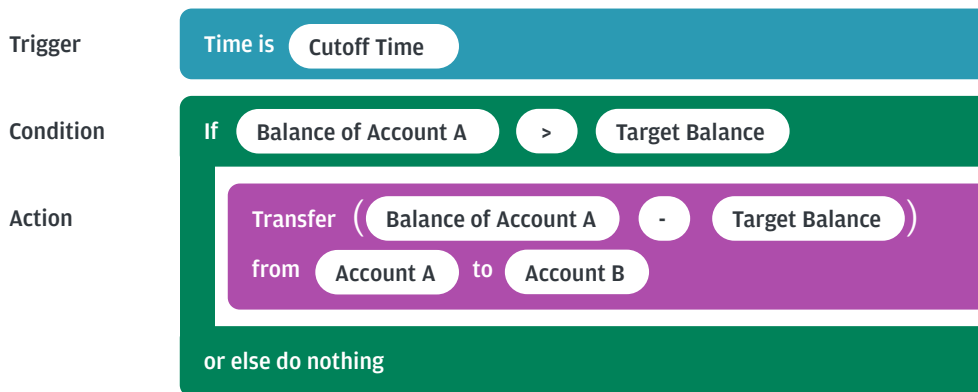 Trigger Time is Cutoff Time
Condition If Balance of Account A > Target Balance
Action Transfer ( Balance of Account A - Target Balance )
from Account A to Account B
or else do nothing